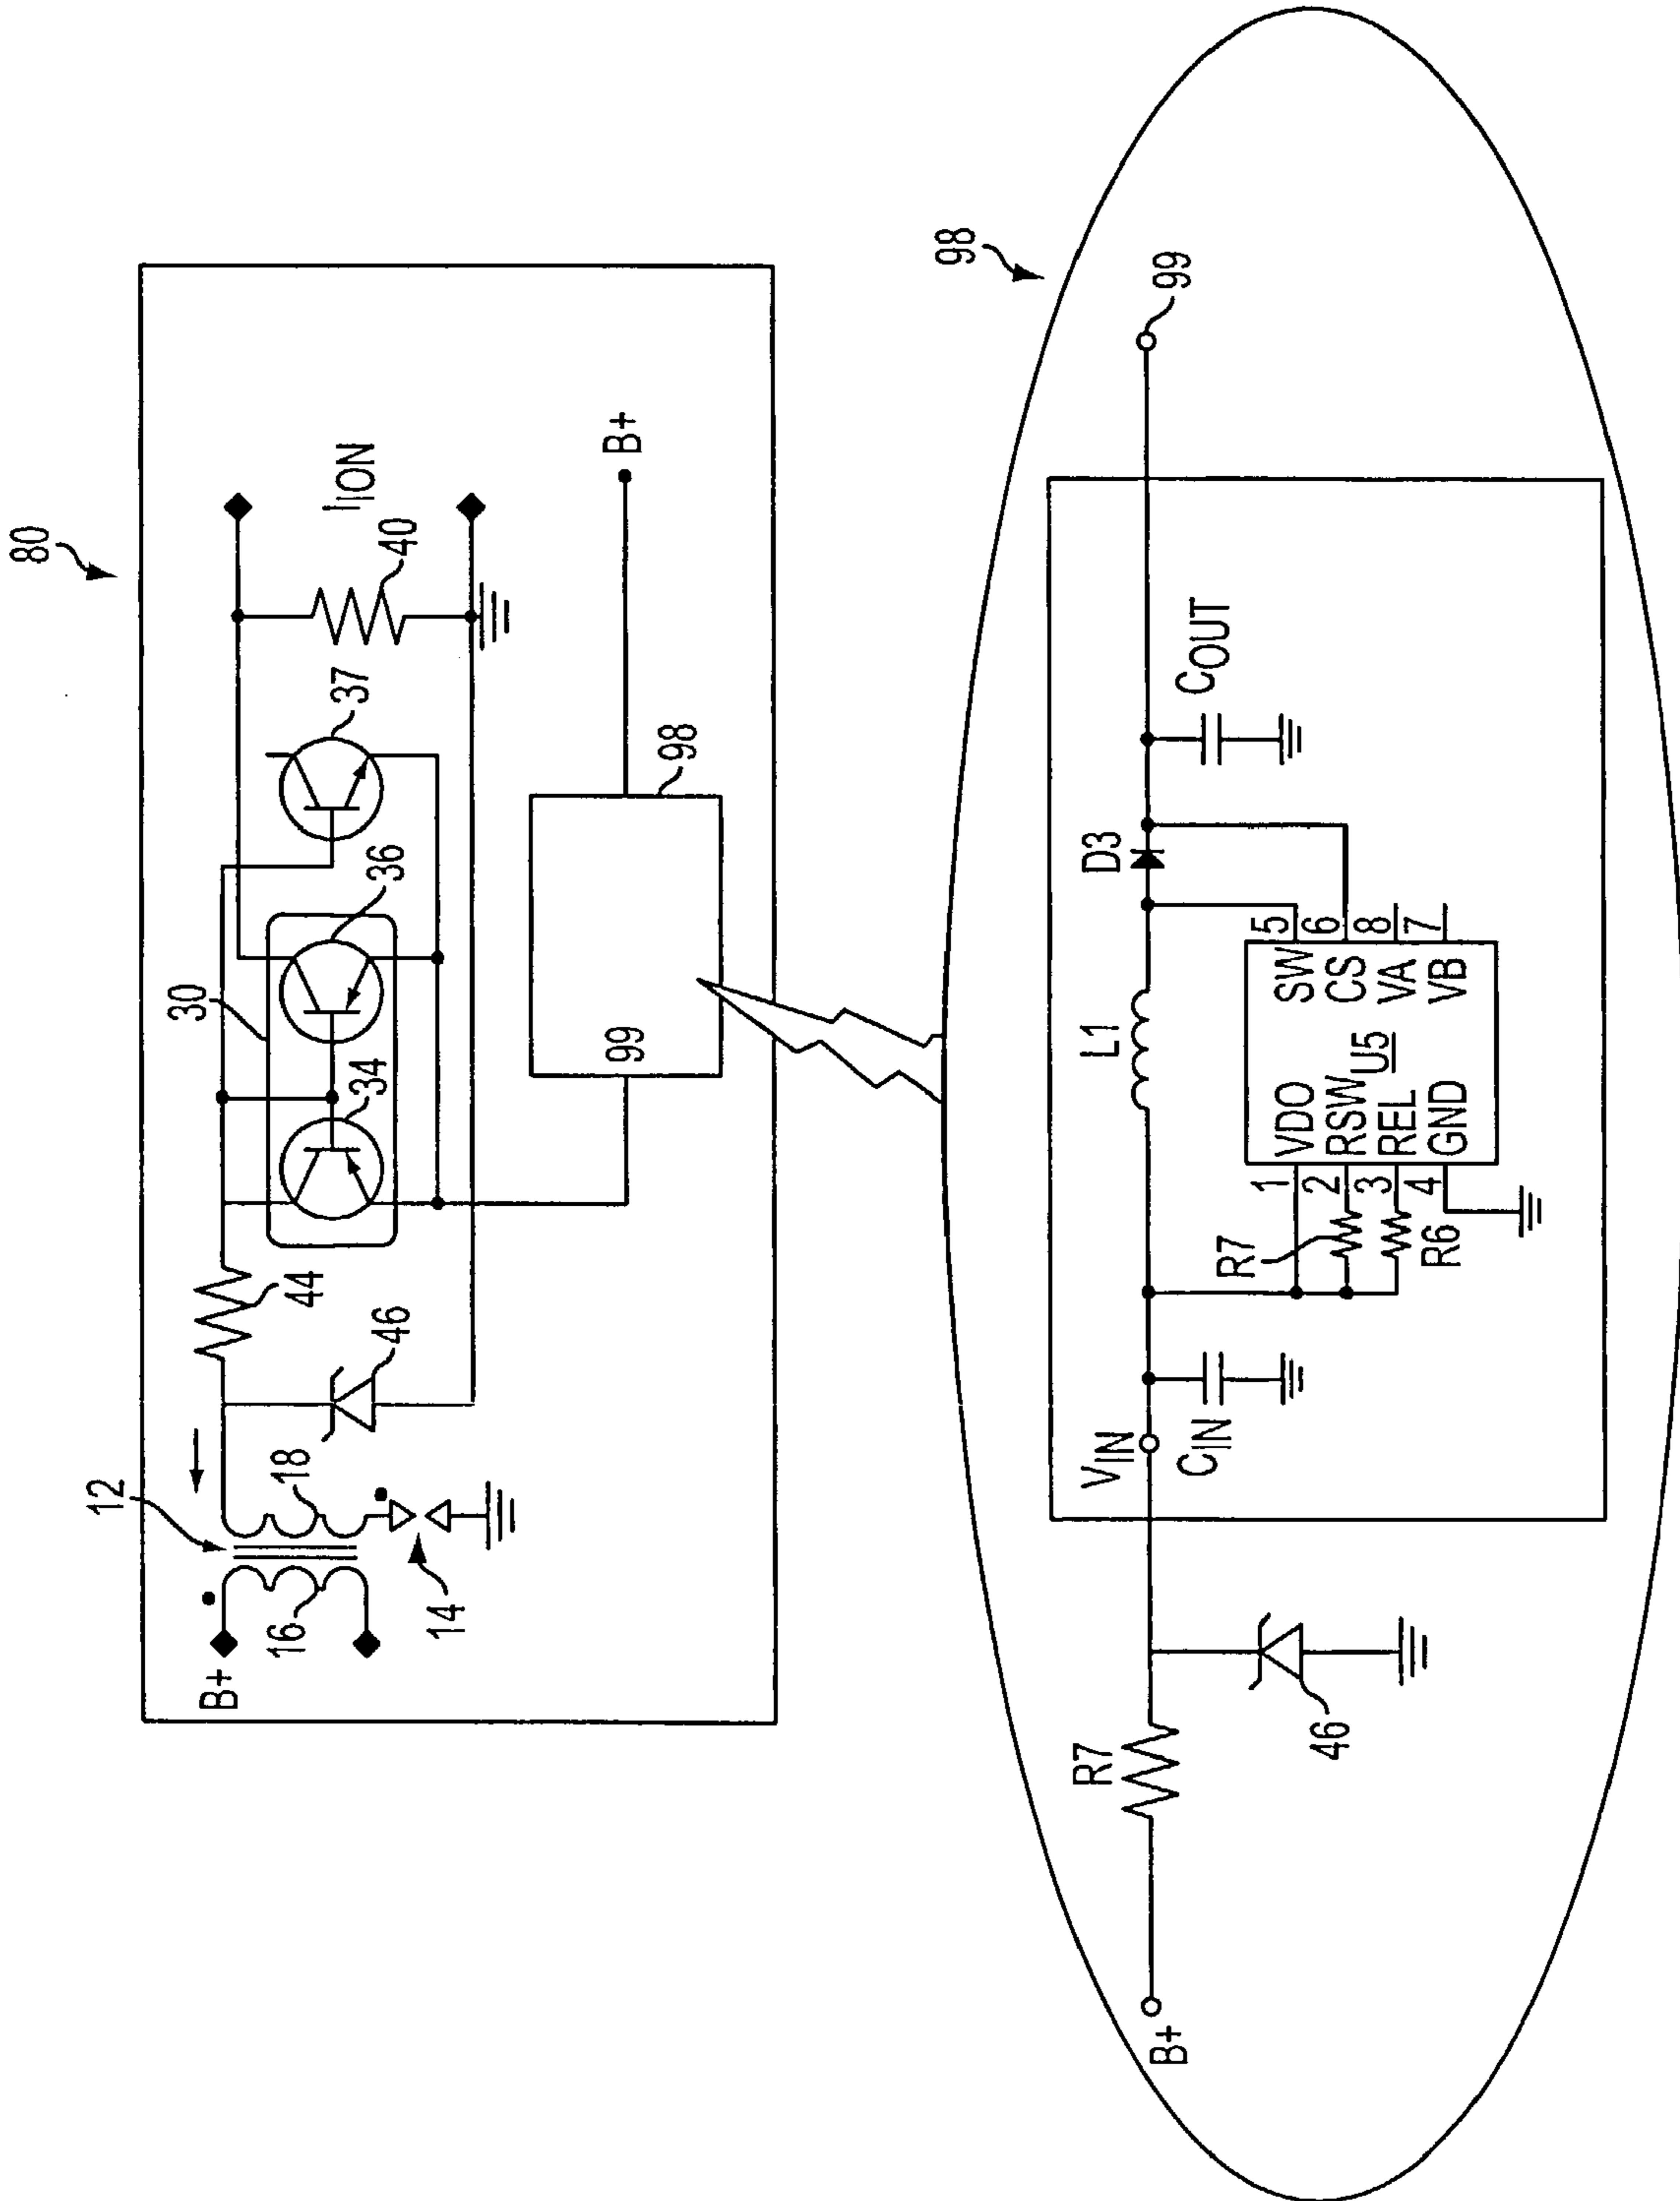 80
12
B+
16
18
14
44
46
30
34
36
37
40
IION
99
98
B+
98
B+
R7
46
VIN
CIN
L1
D3
COUT
99
R7
R6
1 VDO
2 RSW
3 REL
4 GND
U5
SW 5
CS 6
VA 8
VB 7